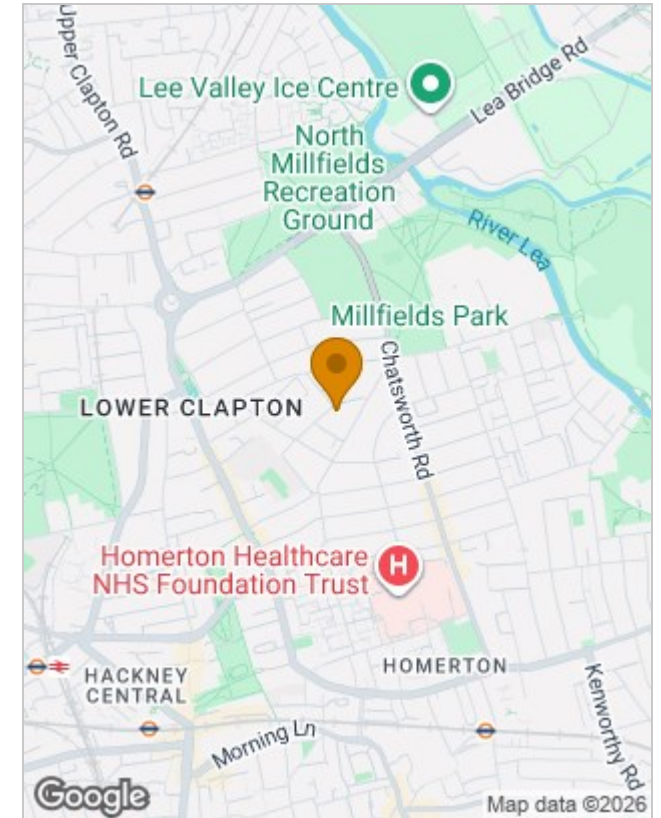 Upper Clapton Rd
Lee Valley Ice Centre
Lea Bridge Rd
North
Millfields
Recreation
Ground
River Lea
Millfields Park
Chatsworth Rd
LOWER CLAPTON
Homerton Healthcare
NHS Foundation Trust
H
HACKNEY
CENTRAL
HOMERTON
Kenworthy Rd
Morning Ln
Google
Map data ©2026